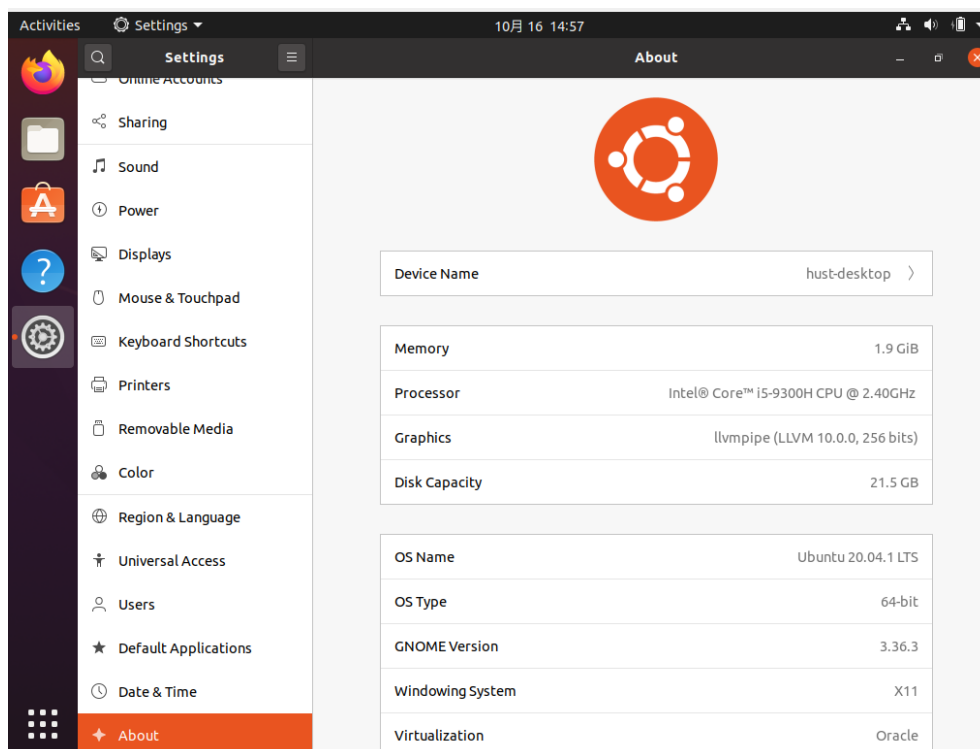 Activities Settings 10月 16 14:57
Settings About
Online Accounts
Sharing
Sound
Power
Displays
Mouse & Touchpad
Keyboard Shortcuts
Printers
Removable Media
Color
Region & Language
Universal Access
Users
Default Applications
Date & Time
About
Device Name hust-desktop
Memory 1.9 GiB
Processor Intel® Core™ i5-9300H CPU @ 2.40GHz
Graphics llvmpipe (LLVM 10.0.0, 256 bits)
Disk Capacity 21.5 GB
OS Name Ubuntu 20.04.1 LTS
OS Type 64-bit
GNOME Version 3.36.3
Windowing System X11
Virtualization Oracle